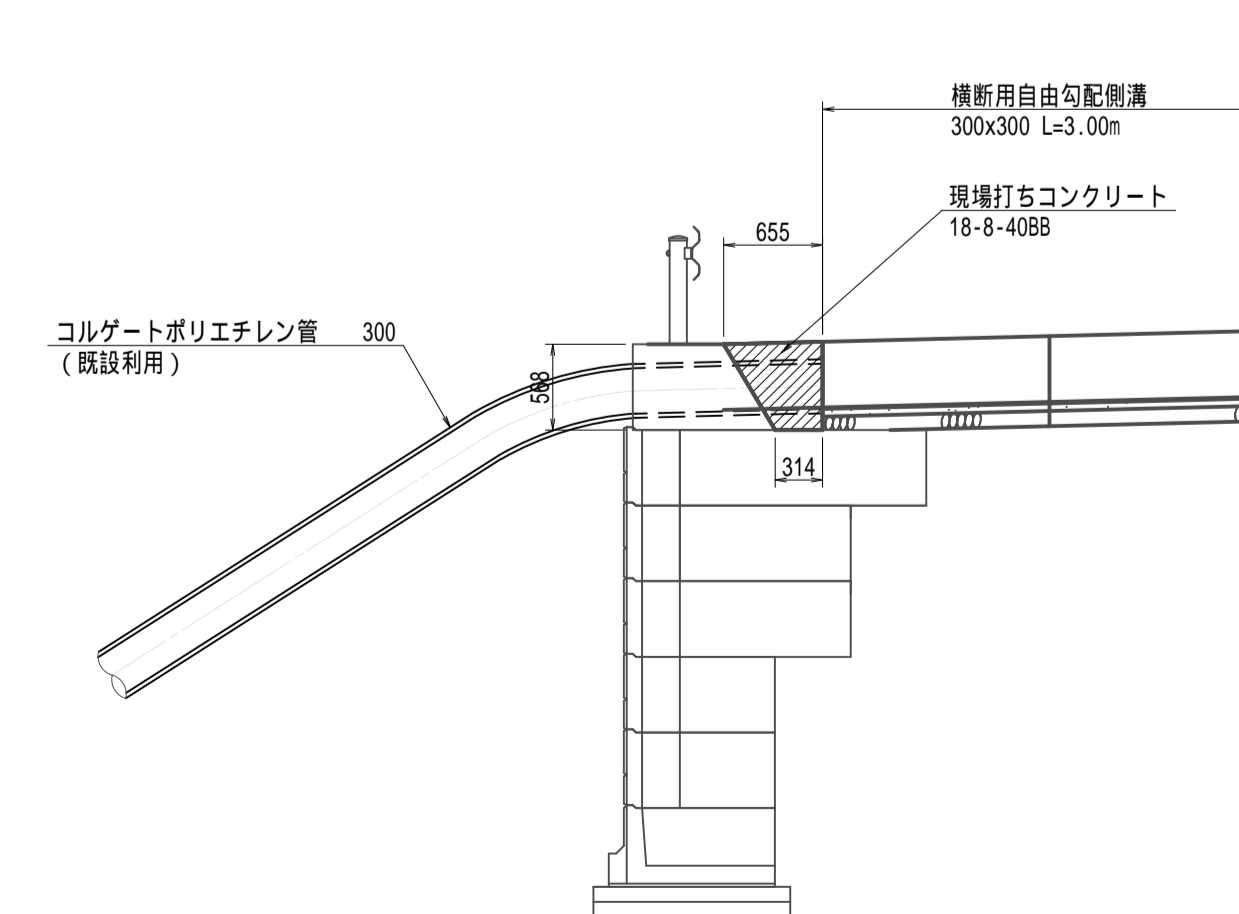 横断用自由勾配側溝
300x300 L=3.00m
現場打ちコンクリート
18-8-40BB
655
コルゲートポリエチレン管 300
(既設利用)
568
314